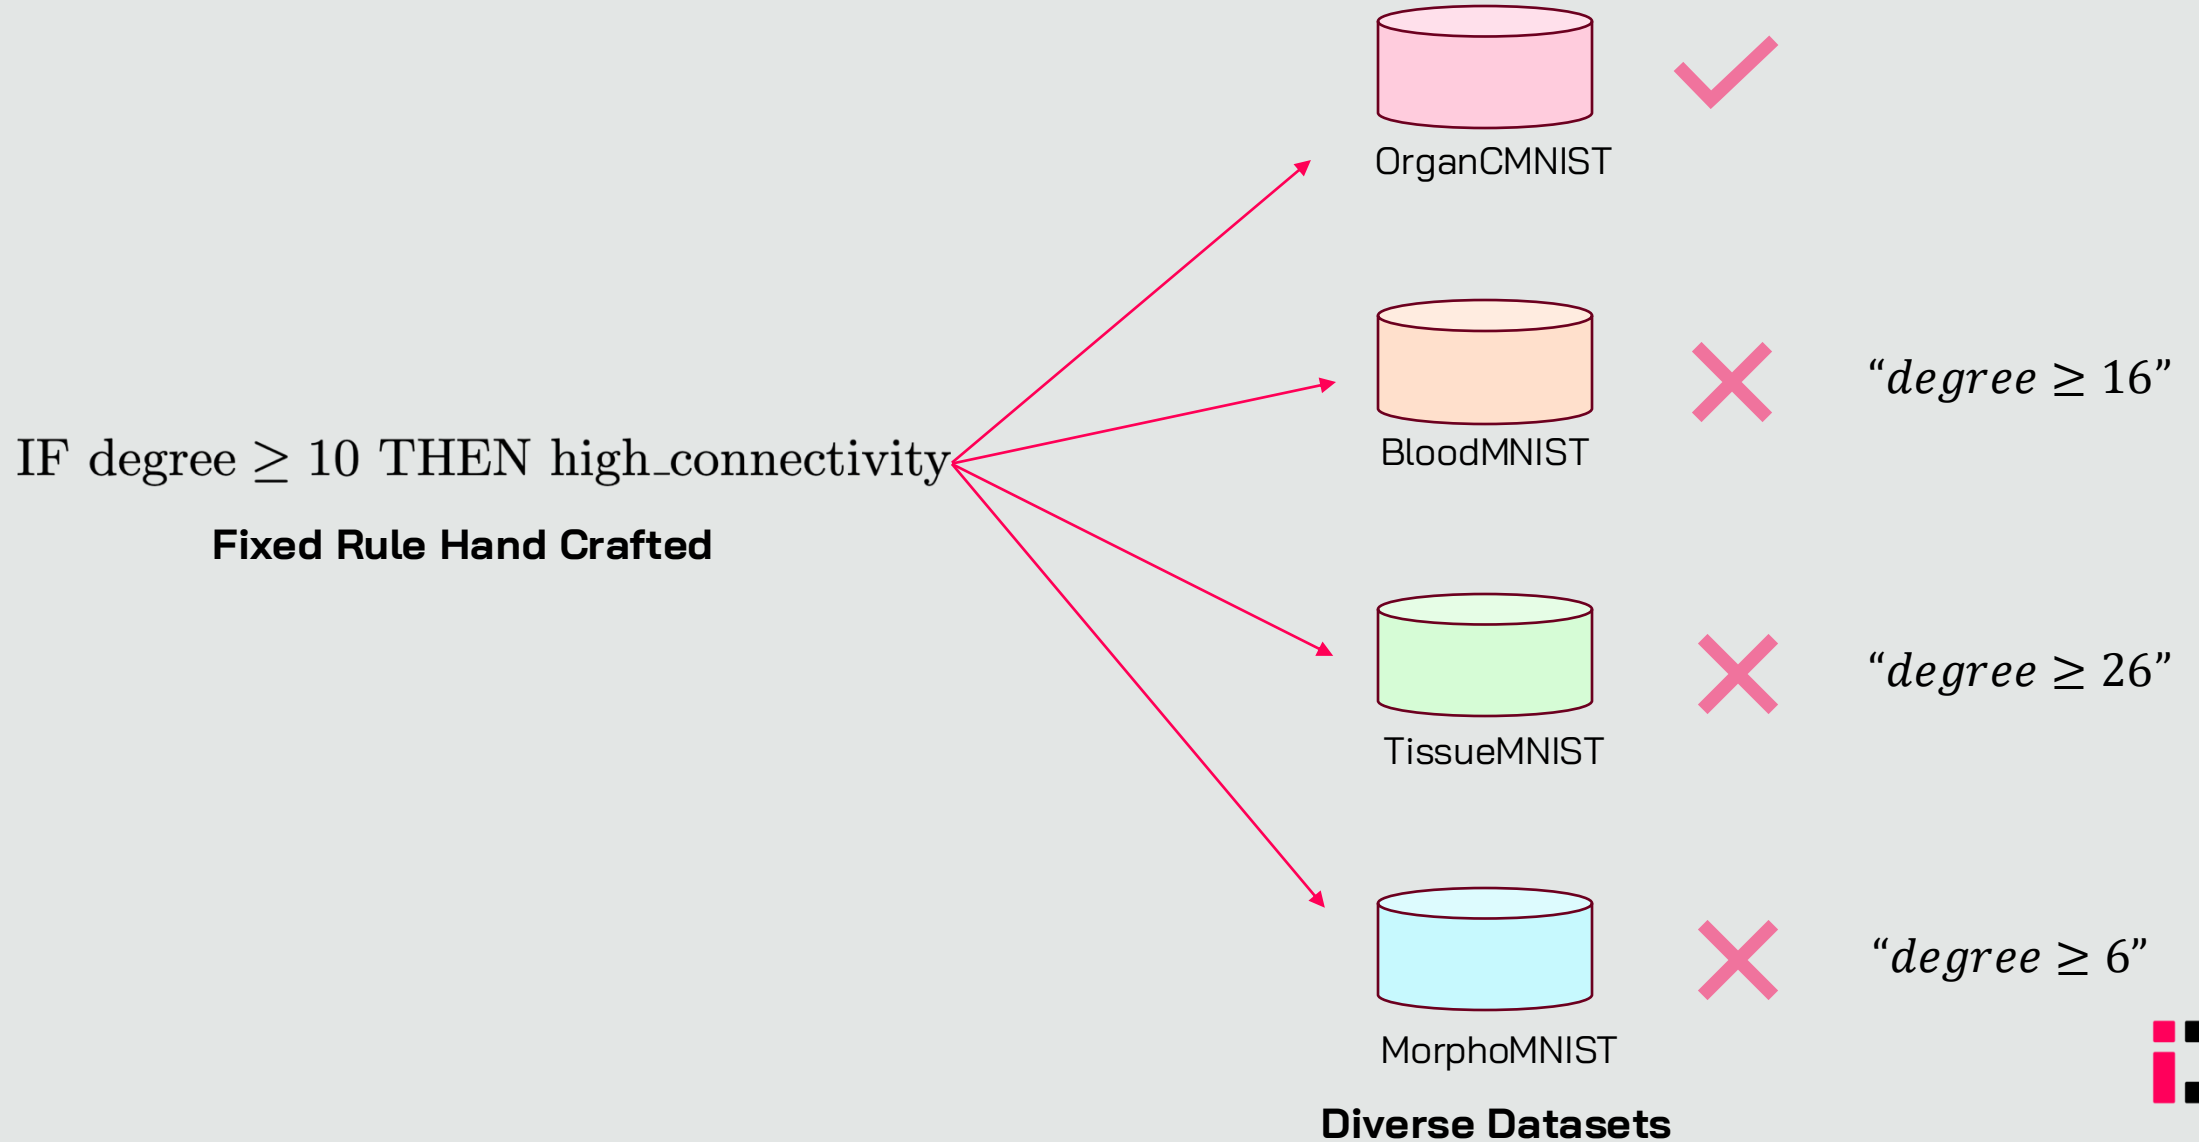 IF degree ≥ 10 THEN high_connectivity
Fixed Rule Hand Crafted
OrganCMNIST
BloodMNIST
“degree ≥ 16”
TissueMNIST
“degree ≥ 26”
MorphoMNIST
“degree ≥ 6”
Diverse Datasets